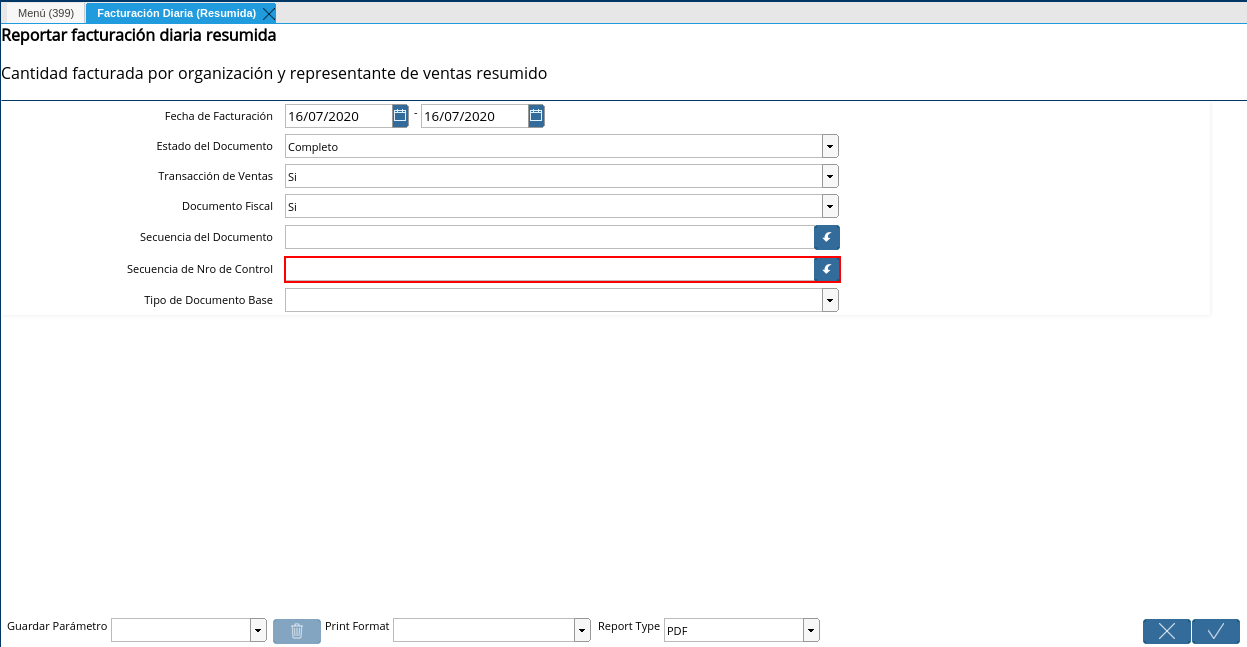 Menú (399) Facturación Diaria (Resumida)
Reportar facturación diaria resumida
Cantidad facturada por organización y representante de ventas resumido
Fecha de Facturación 16/07/2020 - 16/07/2020
Estado del Documento Completo
Transacción de Ventas Si
Documento Fiscal Si
Secuencia del Documento
Secuencia de Nro de Control
Tipo de Documento Base
Guardar Parámetro Print Format Report Type PDF